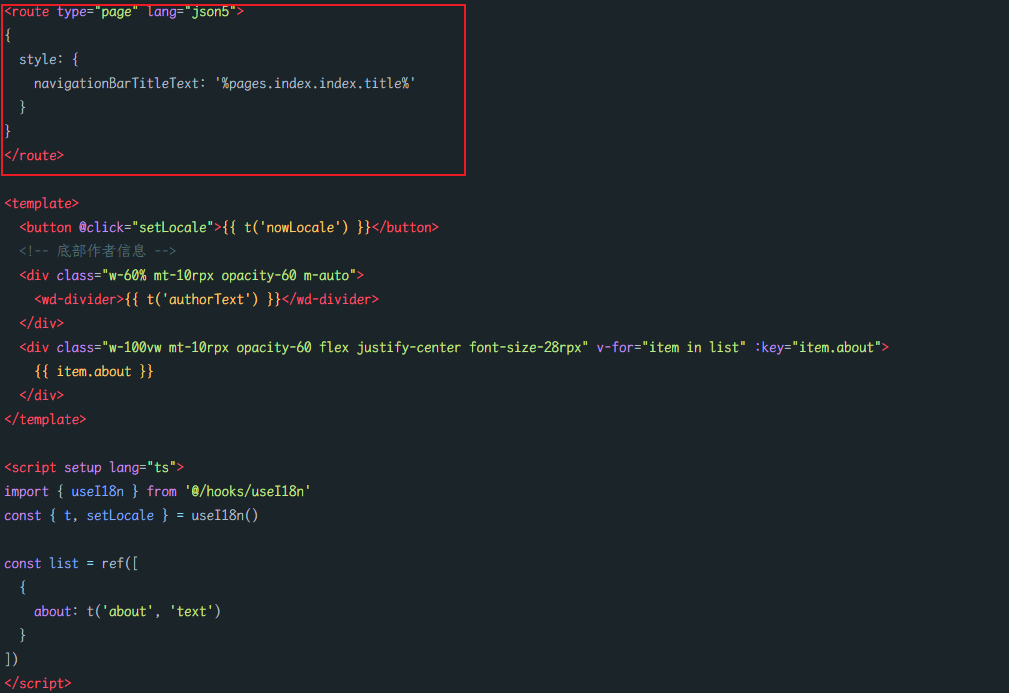 <route type="page" lang="json5">
{
  style: {
    navigationBarTitleText: '%pages.index.index.title%'
  }
}
</route>

<template>
  <button @click="setLocale">{{ t('nowLocale') }}</button>
  <!-- 底部作者信息 -->
  <div class="w-60% mt-10rpx opacity-60 m-auto">
    <wd-divider>{{ t('authorText') }}</wd-divider>
  </div>
  <div class="w-100vw mt-10rpx opacity-60 flex justify-center font-size-28rpx" v-for="item in list" :key="item.about">
    {{ item.about }}
  </div>
</template>

<script setup lang="ts">
import { useI18n } from '@/hooks/useI18n'
const { t, setLocale } = useI18n()

const list = ref([
  {
    about: t('about', 'text')
  }
])
</script>